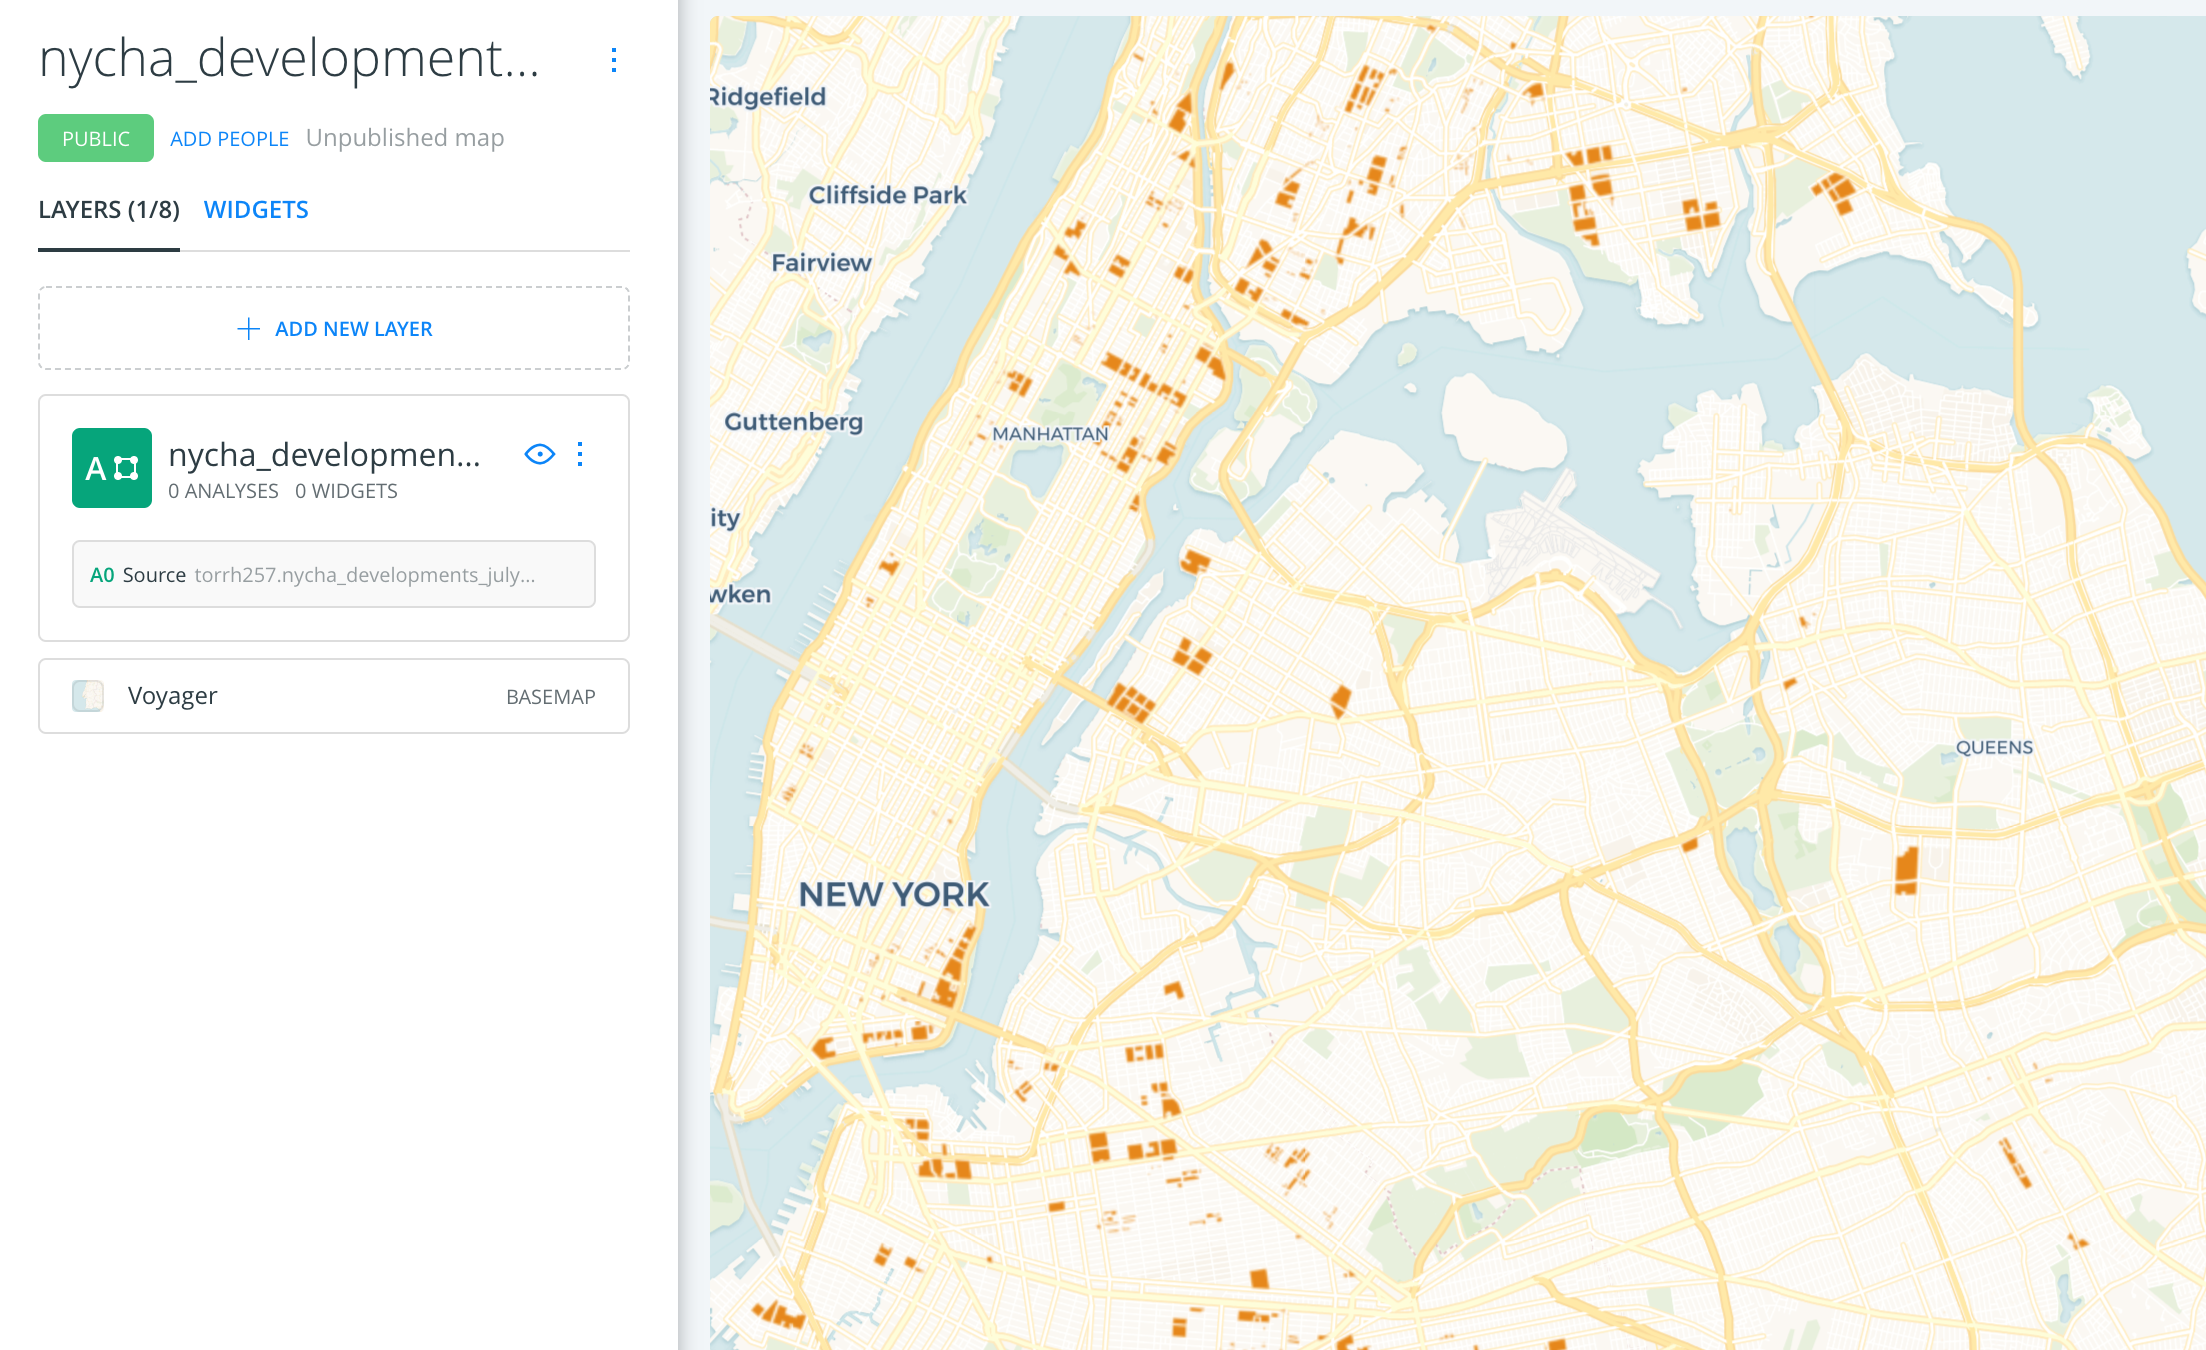 nycha_development...
PUBLIC ADD PEOPLE Unpublished map
LAYERS (1/8) WIDGETS
ADD NEW LAYER
A nycha_developmen...
0 ANALYSES 0 WIDGETS
A0 Source torrh257.nycha_developments_july...
Voyager BASEMAP
Ridgefield
Cliffside Park
Fairview
Guttenberg
MANHATTAN
ity
wken
QUEENS
NEW YORK